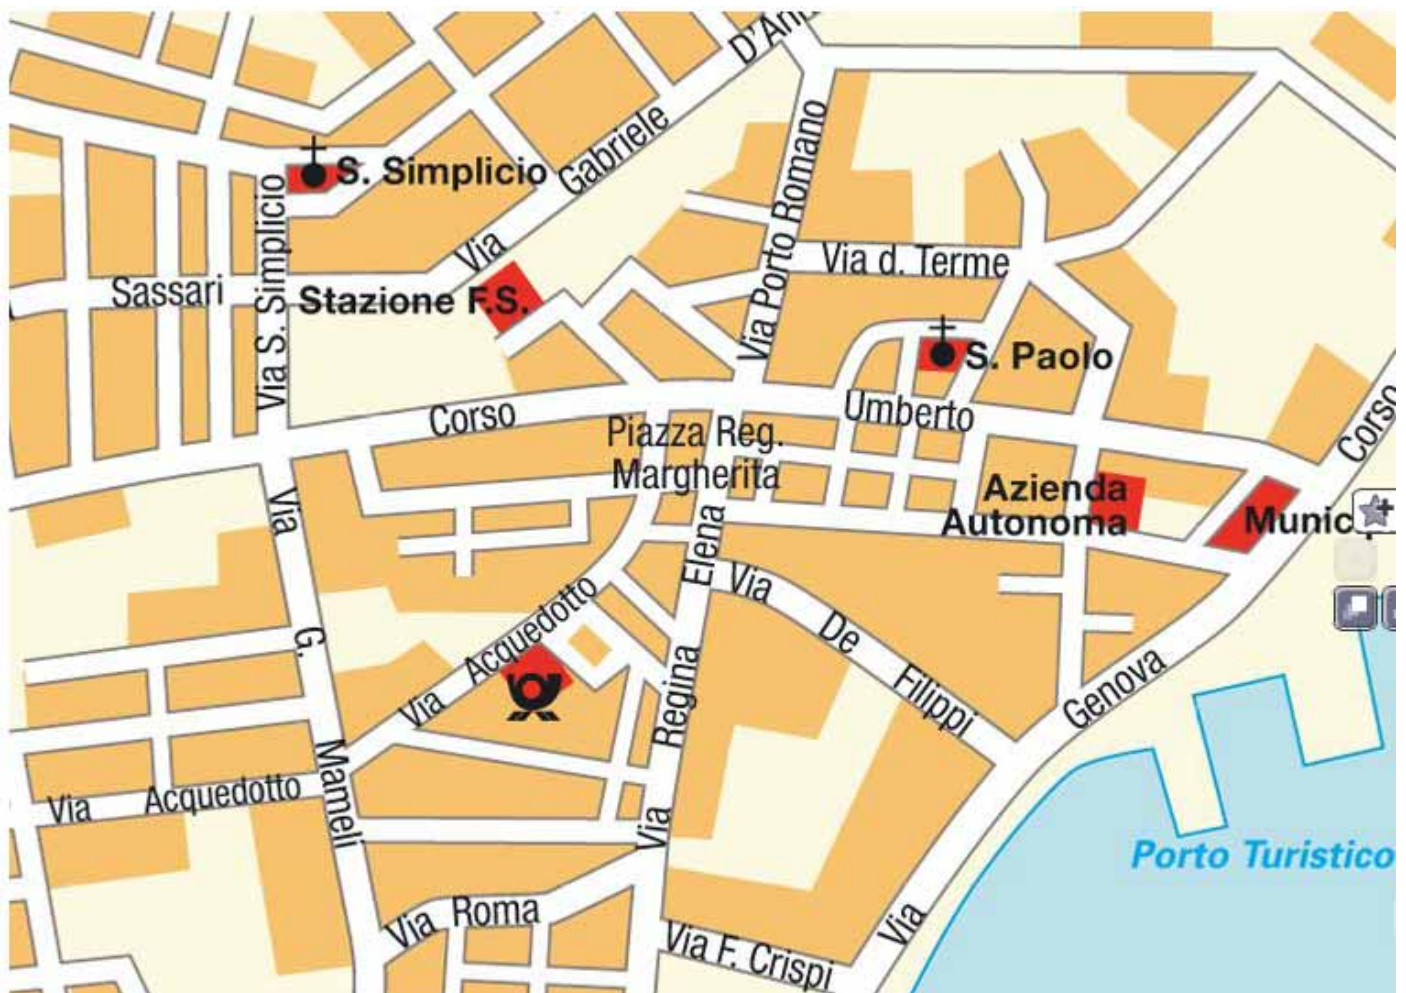 D'Ann
Gabriele
Via
S. Simplicio
Via S. Simplicio
Sassari
Stazione F.S.
Via Porto Romano
Via d. Terme
S. Paolo
Corso
Umberto
Piazza Reg.
Margherita
Corso
Azienda
Autonoma
Munic
Via
G.
Mameli
Via Regina Elena
Via De Filippi
Via Acquedotto
Via Acquedotto
Via Genova
Porto Turistico
Via Roma
Via F. Crispi